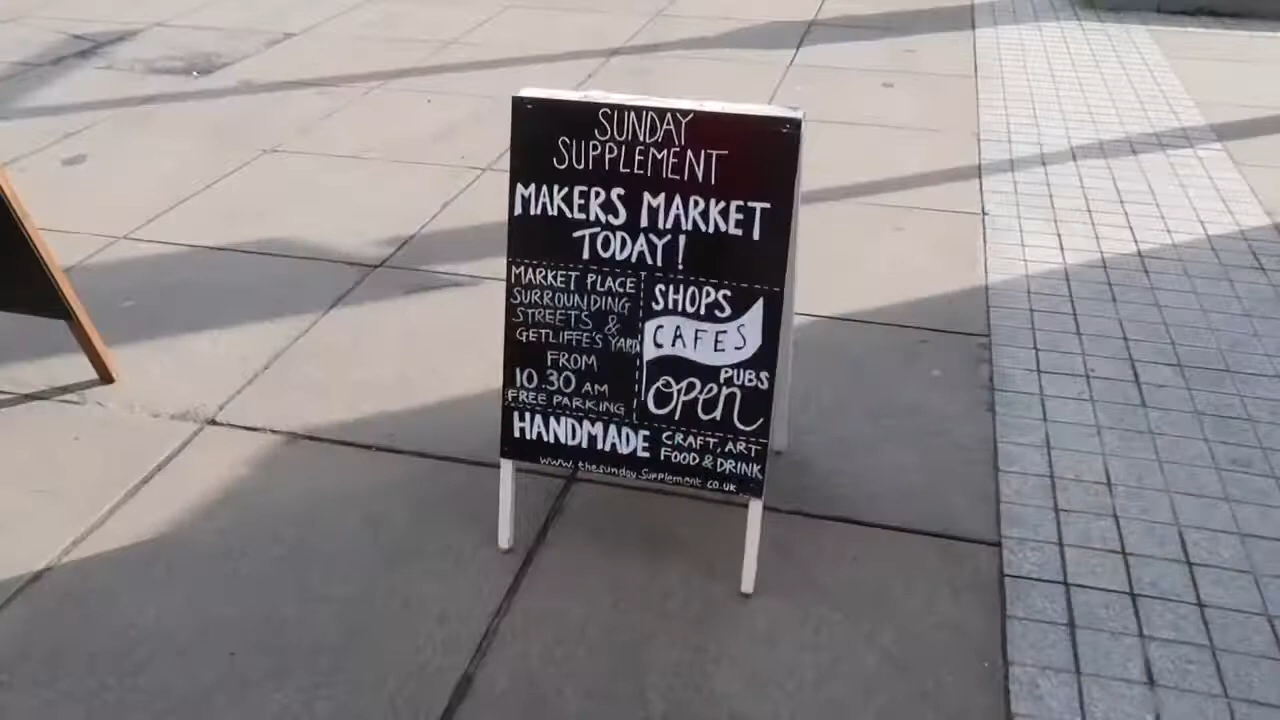 SUNDAY
SUPPLEMENT
MAKERS MARKET
TODAY!
MARKET PLACE
SURROUNDING
STREETS &
GETLIFFE'S YARD
FROM
10.30 AM
FREE PARKING
SHOPS
CAFES
PUBS
OPEN
HANDMADE
CRAFT, ART
FOOD & DRINK
www.thesundaySupplement.co.uk